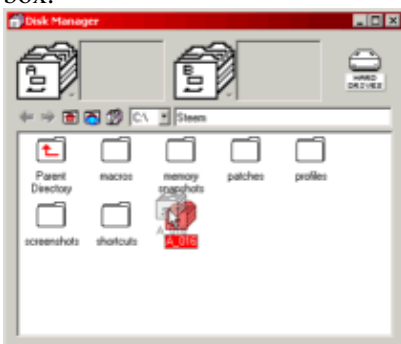 box.
Disk Manager
A
B
HARD
DRIVES
C:\ Steem
Parent
Directory
macros
memory
snapshots
patches
profiles
screenshots
shortcuts
A_016